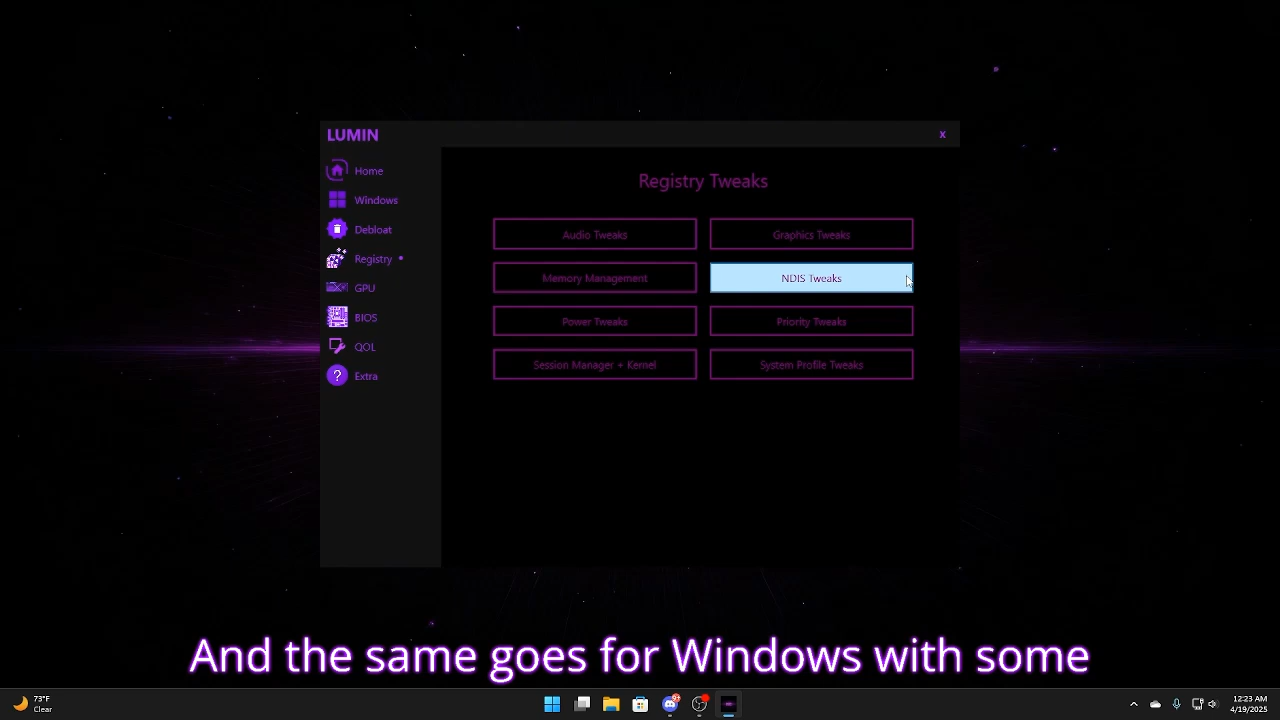 LUMIN
x
Home
Windows
Debloat
Registry
GPU
BIOS
QOL
Extra
Registry Tweaks
Audio Tweaks
Graphics Tweaks
Memory Management
NDIS Tweaks
Power Tweaks
Priority Tweaks
Session Manager + Kernel
System Profile Tweaks
And the same goes for Windows with some
73°F
Clear
9+
12:23 AM
4/19/2025